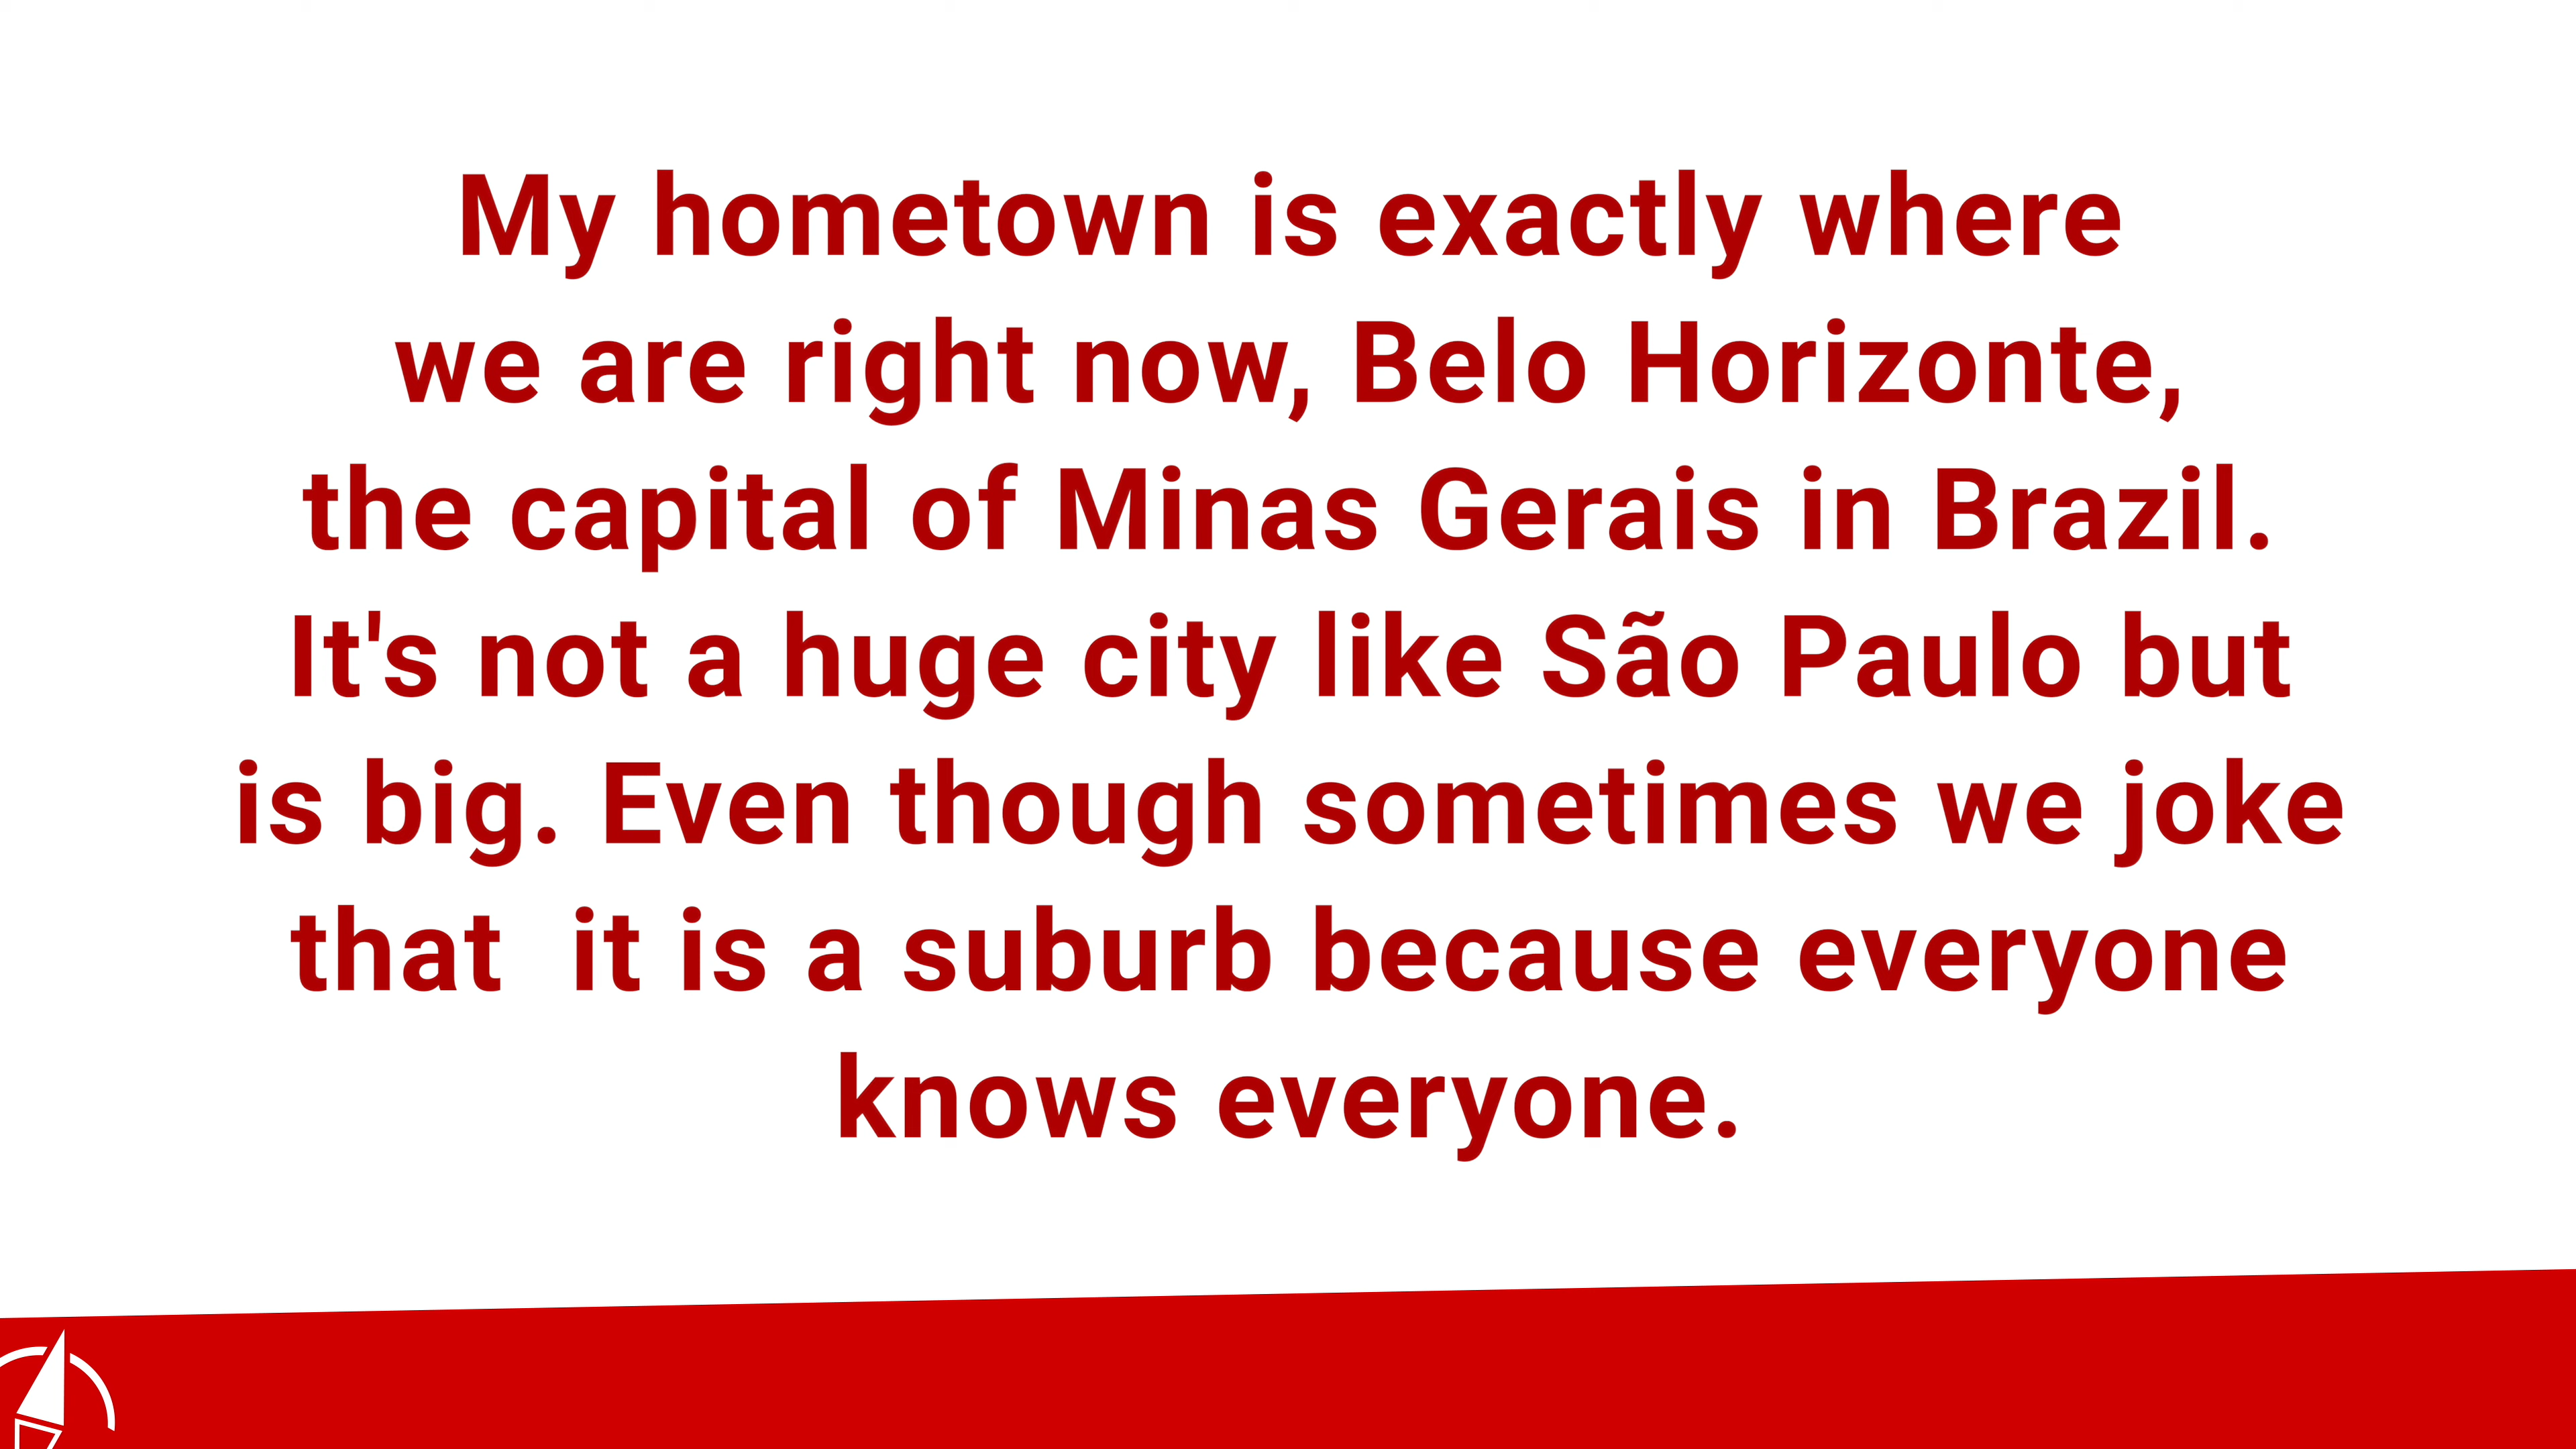 My hometown is exactly where
we are right now, Belo Horizonte,
the capital of Minas Gerais in Brazil.
It's not a huge city like São Paulo but
is big. Even though sometimes we joke
that  it is a suburb because everyone
knows everyone.